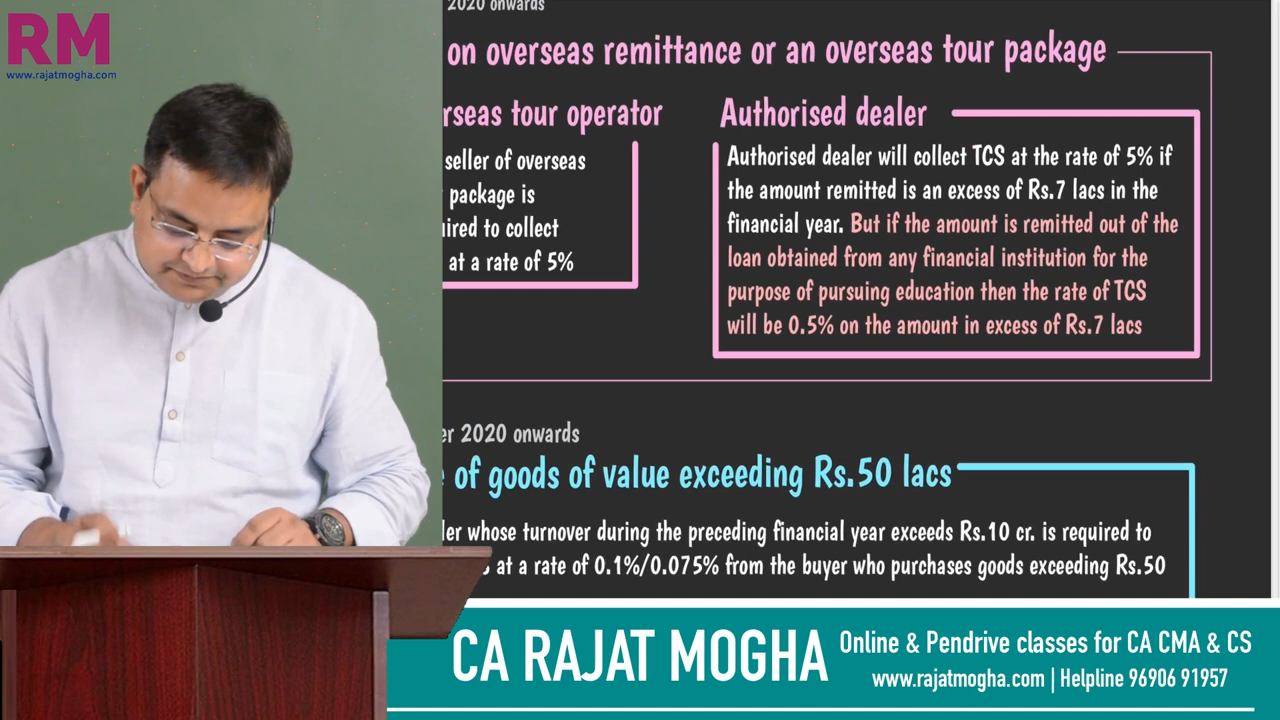 RM
www.rajatmogha.com
2020 onwards
on overseas remittance or an overseas tour package
rseas tour operator
seller of overseas
package is
uired to collect
at a rate of 5%
Authorised dealer
Authorised dealer will collect TCS at the rate of 5% if
the amount remitted is an excess of Rs.7 lacs in the
financial year. But if the amount is remitted out of the
loan obtained from any financial institution for the
purpose of pursuing education then the rate of TCS
will be 0.5% on the amount in excess of Rs.7 lacs
er 2020 onwards
of goods of value exceeding Rs.50 lacs
ler whose turnover during the preceding financial year exceeds Rs.10 cr. is required to
at a rate of 0.1%/0.075% from the buyer who purchases goods exceeding Rs.50
CA RAJAT MOGHA
Online & Pendrive classes for CA CMA & CS
www.rajatmogha.com | Helpline 96906 91957